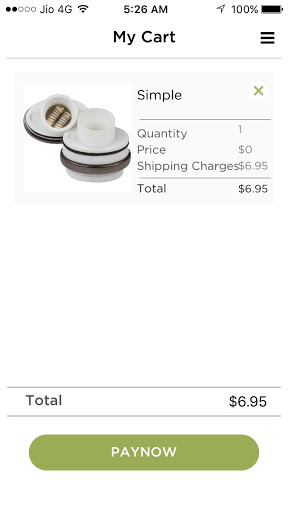 Jio 4G 5:26 AM 100%
My Cart
Simple
Quantity 1
Price $0
Shipping Charges$6.95
Total $6.95
Total $6.95
PAYNOW